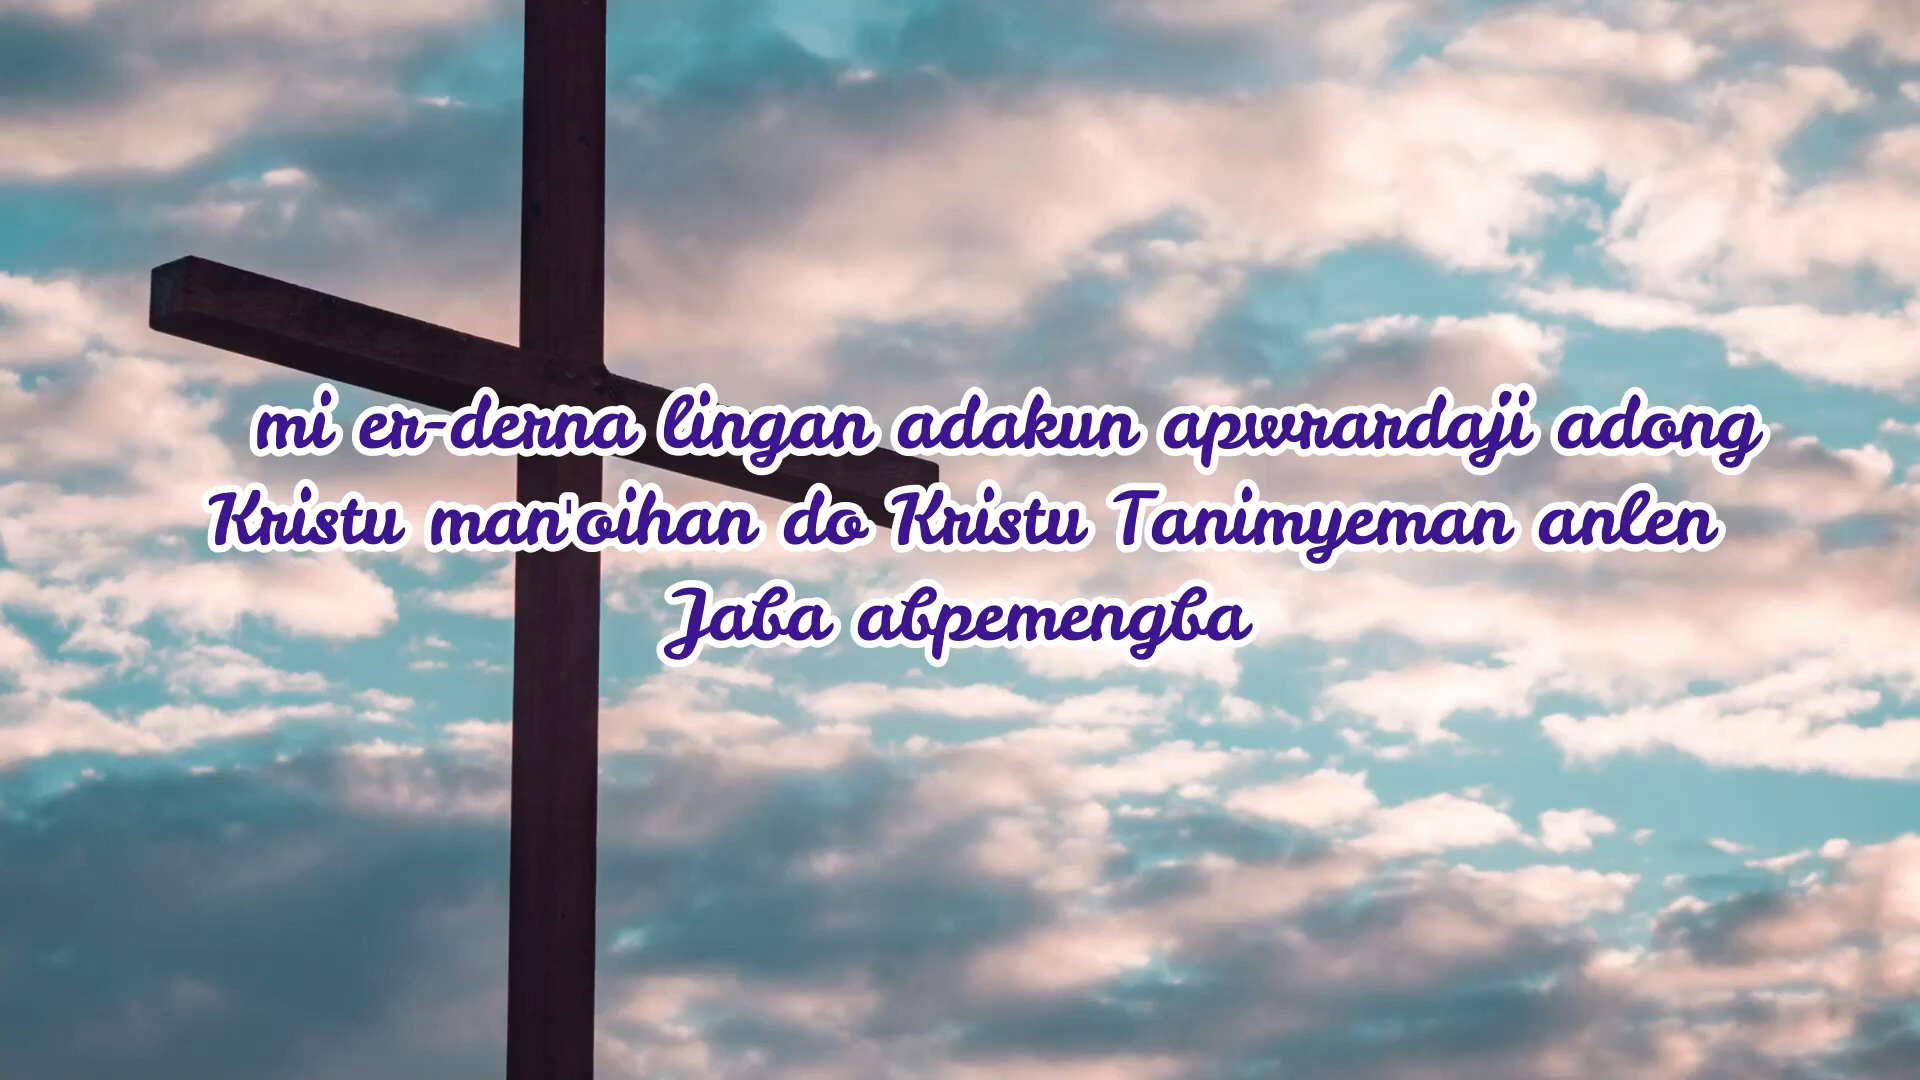 mi er-derna lingan adakun apwrardaji adong
Kristu man'oihan do Kristu Tanimyeman anlen
Jaba abpemengba